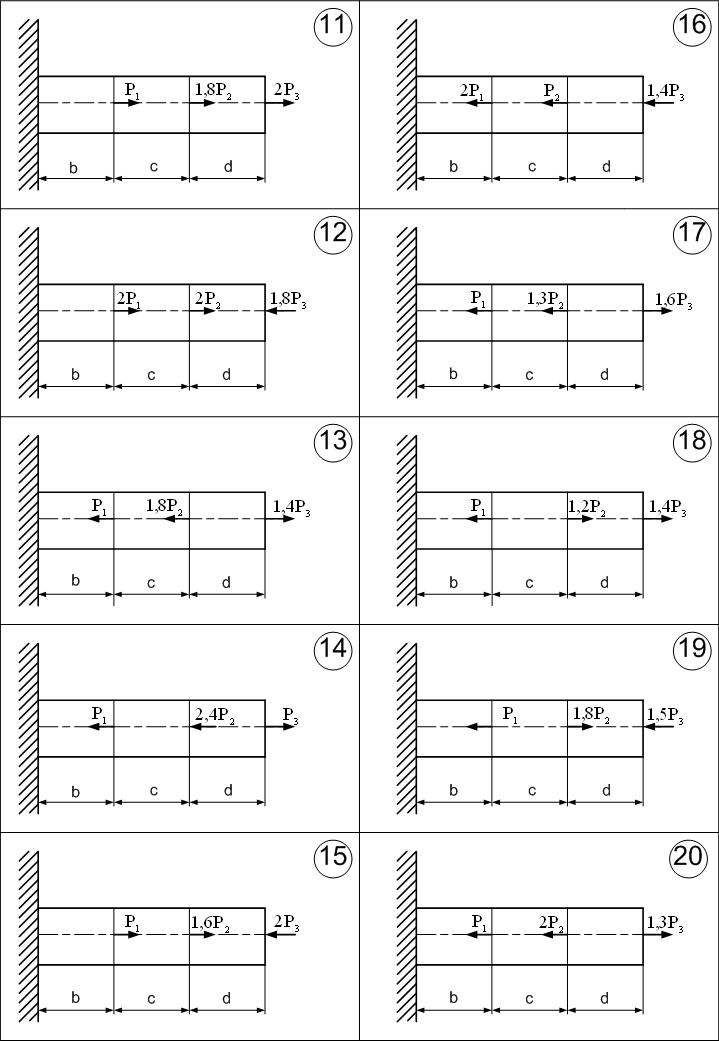 11
P₁ 1,8P₂ 2P₃
b c d
16
2P₁ P₂ 1,4P₃
b c d
12
2P₁ 2P₂ 1,8P₃
b c d
17
P₁ 1,3P₂ 1,6P₃
b c d
13
P₁ 1,8P₂ 1,4P₃
b c d
18
P₁ 1,2P₂ 1,4P₃
b c d
14
P₁ 2,4P₂ P₃
b c d
19
P₁ 1,8P₂ 1,5P₃
b c d
15
P₁ 1,6P₂ 2P₃
b c d
20
P₁ 2P₂ 1,3P₃
b c d